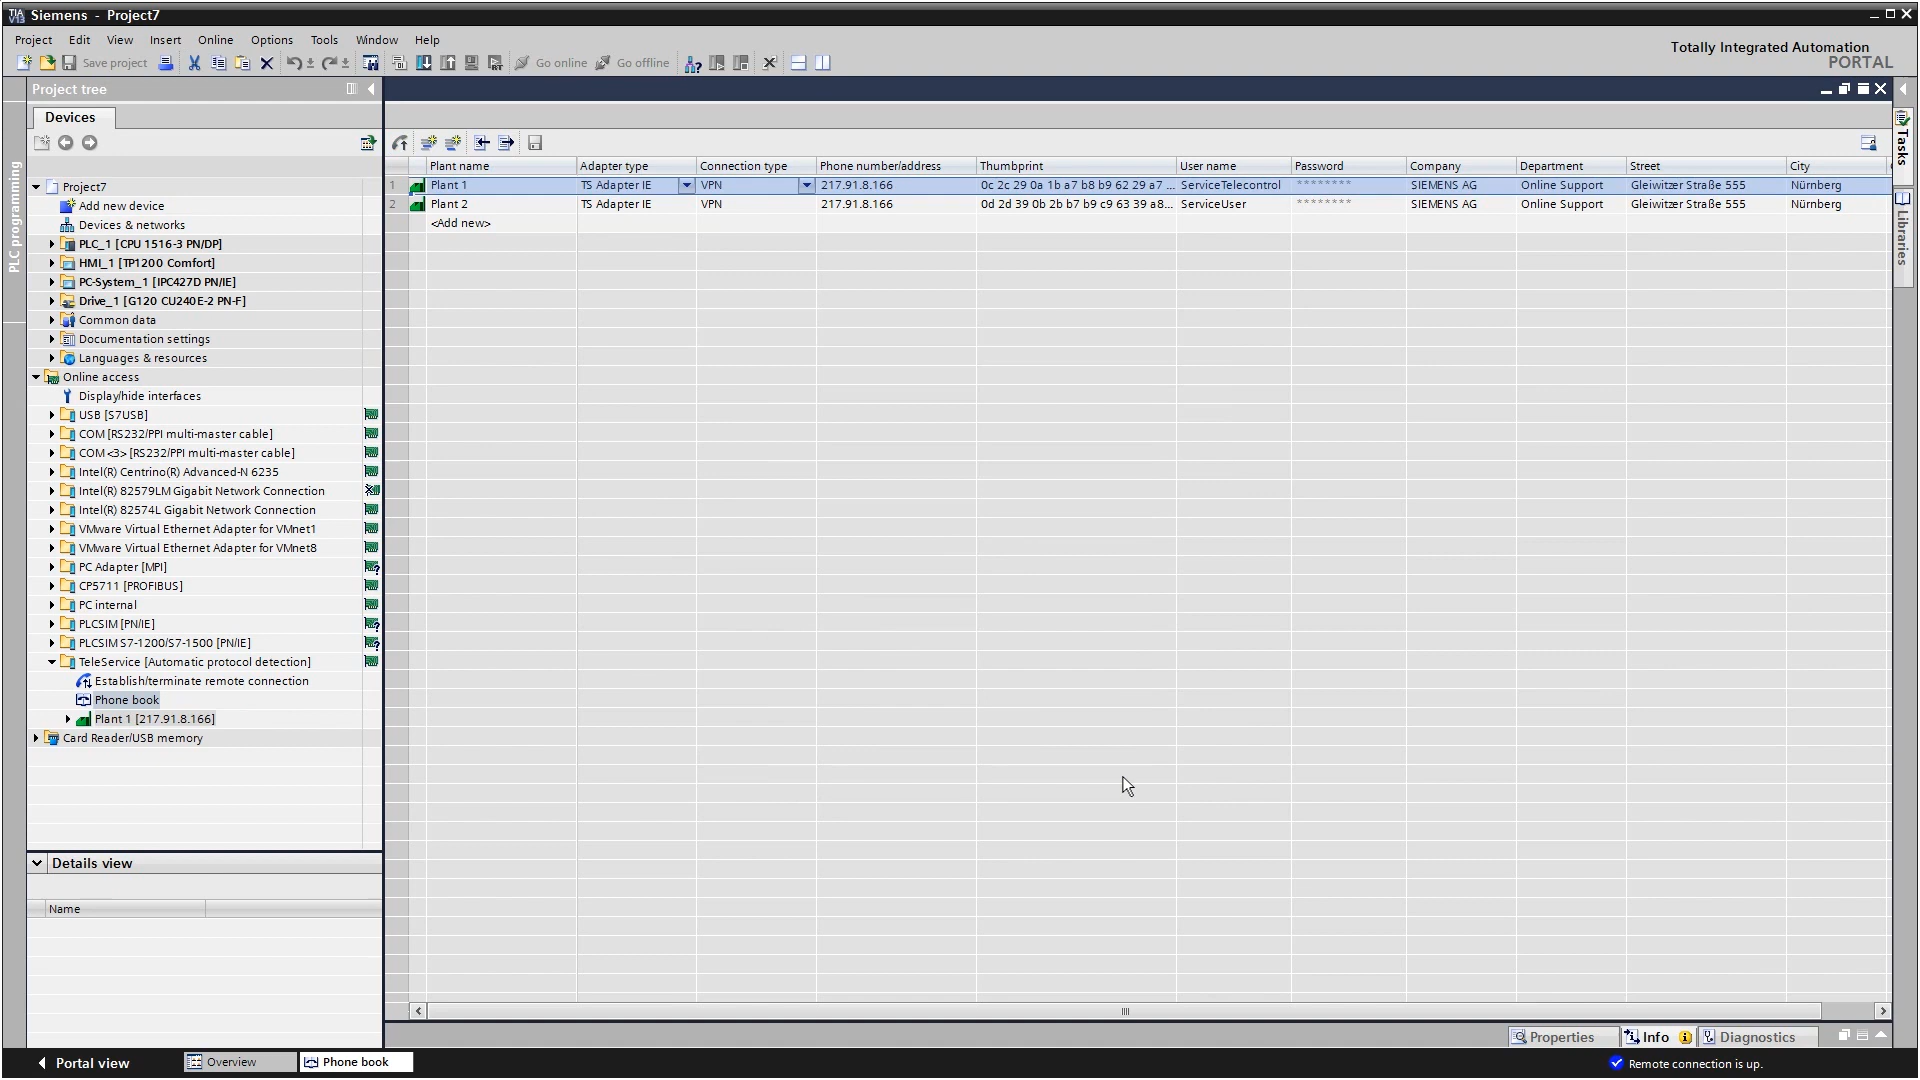 Siemens - Project7
Project Edit View Insert Online Options Tools Window Help
Totally Integrated Automation
PORTAL
Save project Go online Go offline
Project tree
Devices
PLC programming
Tasks
Libraries
Plant name Adapter type Connection type Phone number/address Thumbprint User name Password Company Department Street City
1 Plant 1 TS Adapter IE VPN 217.91.8.166 0c 2c 29 0a 1b a7 b8 b9 62 29 a7 ... ServiceTelecontrol ******** SIEMENS AG Online Support Gleiwitzer Straße 555 Nürnberg
2 Plant 2 TS Adapter IE VPN 217.91.8.166 0d 2d 39 0b 2b b7 b9 c9 63 39 a8... ServiceUser ******** SIEMENS AG Online Support Gleiwitzer Straße 555 Nürnberg
<Add new>
Project7
Add new device
Devices & networks
PLC_1 [CPU 1516-3 PN/DP]
HMI_1 [TP1200 Comfort]
PC-System_1 [IPC427D PN/IE]
Drive_1 [G120 CU240E-2 PN-F]
Common data
Documentation settings
Languages & resources
Online access
Display/hide interfaces
USB [S7USB]
COM [RS232/PPI multi-master cable]
COM <3> [RS232/PPI multi-master cable]
Intel(R) Centrino(R) Advanced-N 6235
Intel(R) 82579LM Gigabit Network Connection
Intel(R) 82574L Gigabit Network Connection
VMware Virtual Ethernet Adapter for VMnet1
VMware Virtual Ethernet Adapter for VMnet8
PC Adapter [MPI]
CP5711 [PROFIBUS]
PC internal
PLCSIM [PN/IE]
PLCSIM S7-1200/S7-1500 [PN/IE]
TeleService [Automatic protocol detection]
Establish/terminate remote connection
Phone book
Plant 1 [217.91.8.166]
Card Reader/USB memory
Details view
Name
Properties Info Diagnostics
Portal view Overview Phone book Remote connection is up.